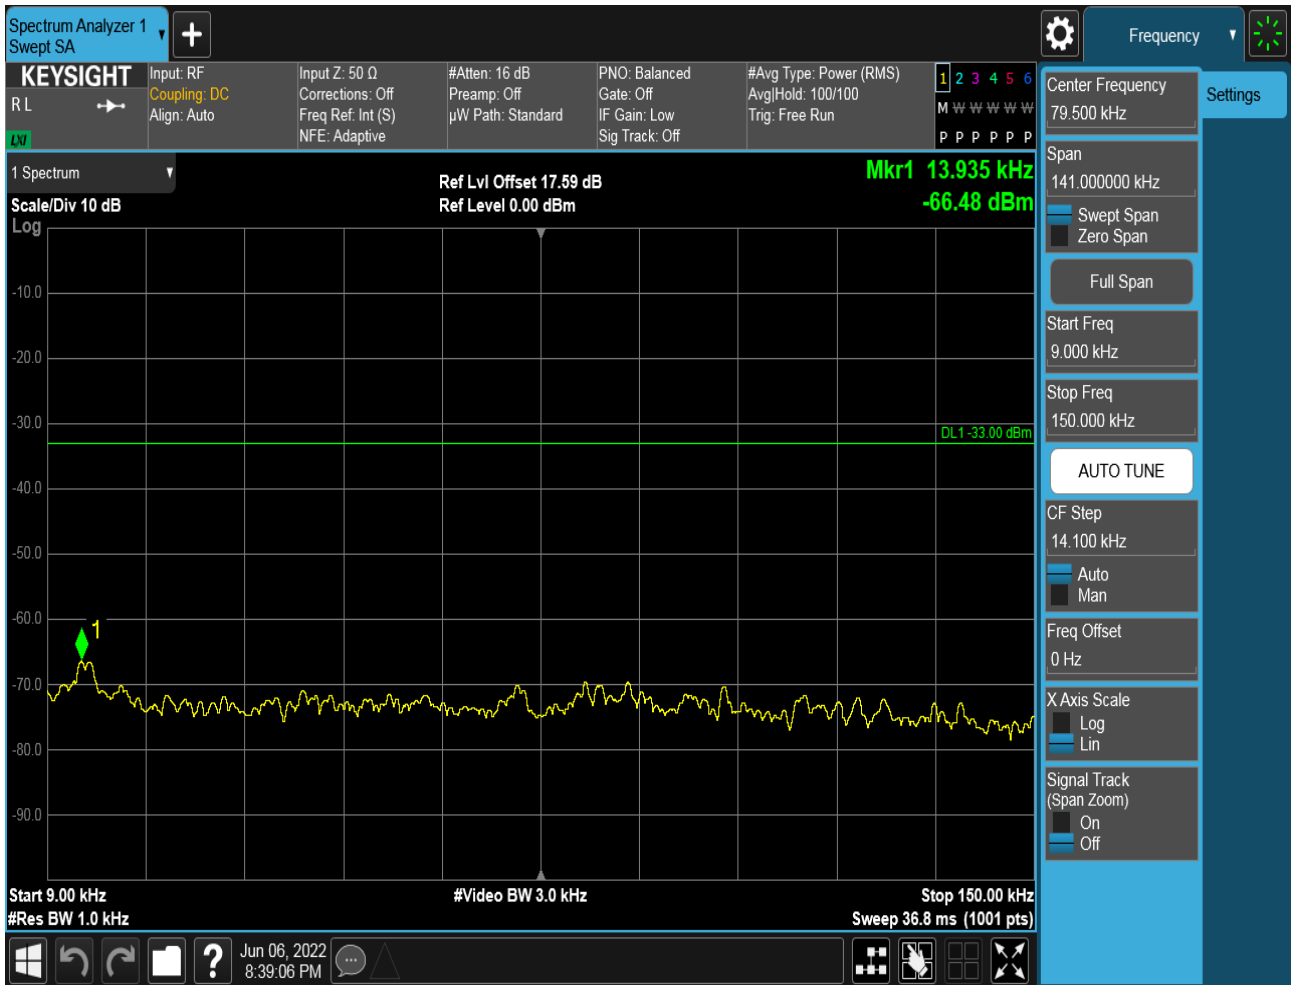 Spectrum Analyzer 1
Swept SA
Frequency
KEYSIGHT
R L
LXI
Input: RF
Coupling: DC
Align: Auto
Input Z: 50 Ω
Corrections: Off
Freq Ref: Int (S)
NFE: Adaptive
#Atten: 16 dB
Preamp: Off
µW Path: Standard
PNO: Balanced
Gate: Off
IF Gain: Low
Sig Track: Off
#Avg Type: Power (RMS)
Avg|Hold: 100/100
Trig: Free Run
1 2 3 4 5 6
M W W W W W
P P P P P P
Center Frequency
79.500 kHz
Settings
1 Spectrum
Scale/Div 10 dB
Log
Ref Lvl Offset 17.59 dB
Ref Level 0.00 dBm
Mkr1 13.935 kHz
-66.48 dBm
Span
141.000000 kHz
Swept Span
Zero Span
Full Span
Start Freq
9.000 kHz
Stop Freq
150.000 kHz
AUTO TUNE
CF Step
14.100 kHz
Auto
Man
Freq Offset
0 Hz
X Axis Scale
Log
Lin
Signal Track
(Span Zoom)
On
Off
-10.0
-20.0
-30.0
DL1 -33.00 dBm
-40.0
-50.0
-60.0
1
-70.0
-80.0
-90.0
Start 9.00 kHz
#Video BW 3.0 kHz
Stop 150.00 kHz
#Res BW 1.0 kHz
Sweep 36.8 ms (1001 pts)
?
Jun 06, 2022
8:39:06 PM